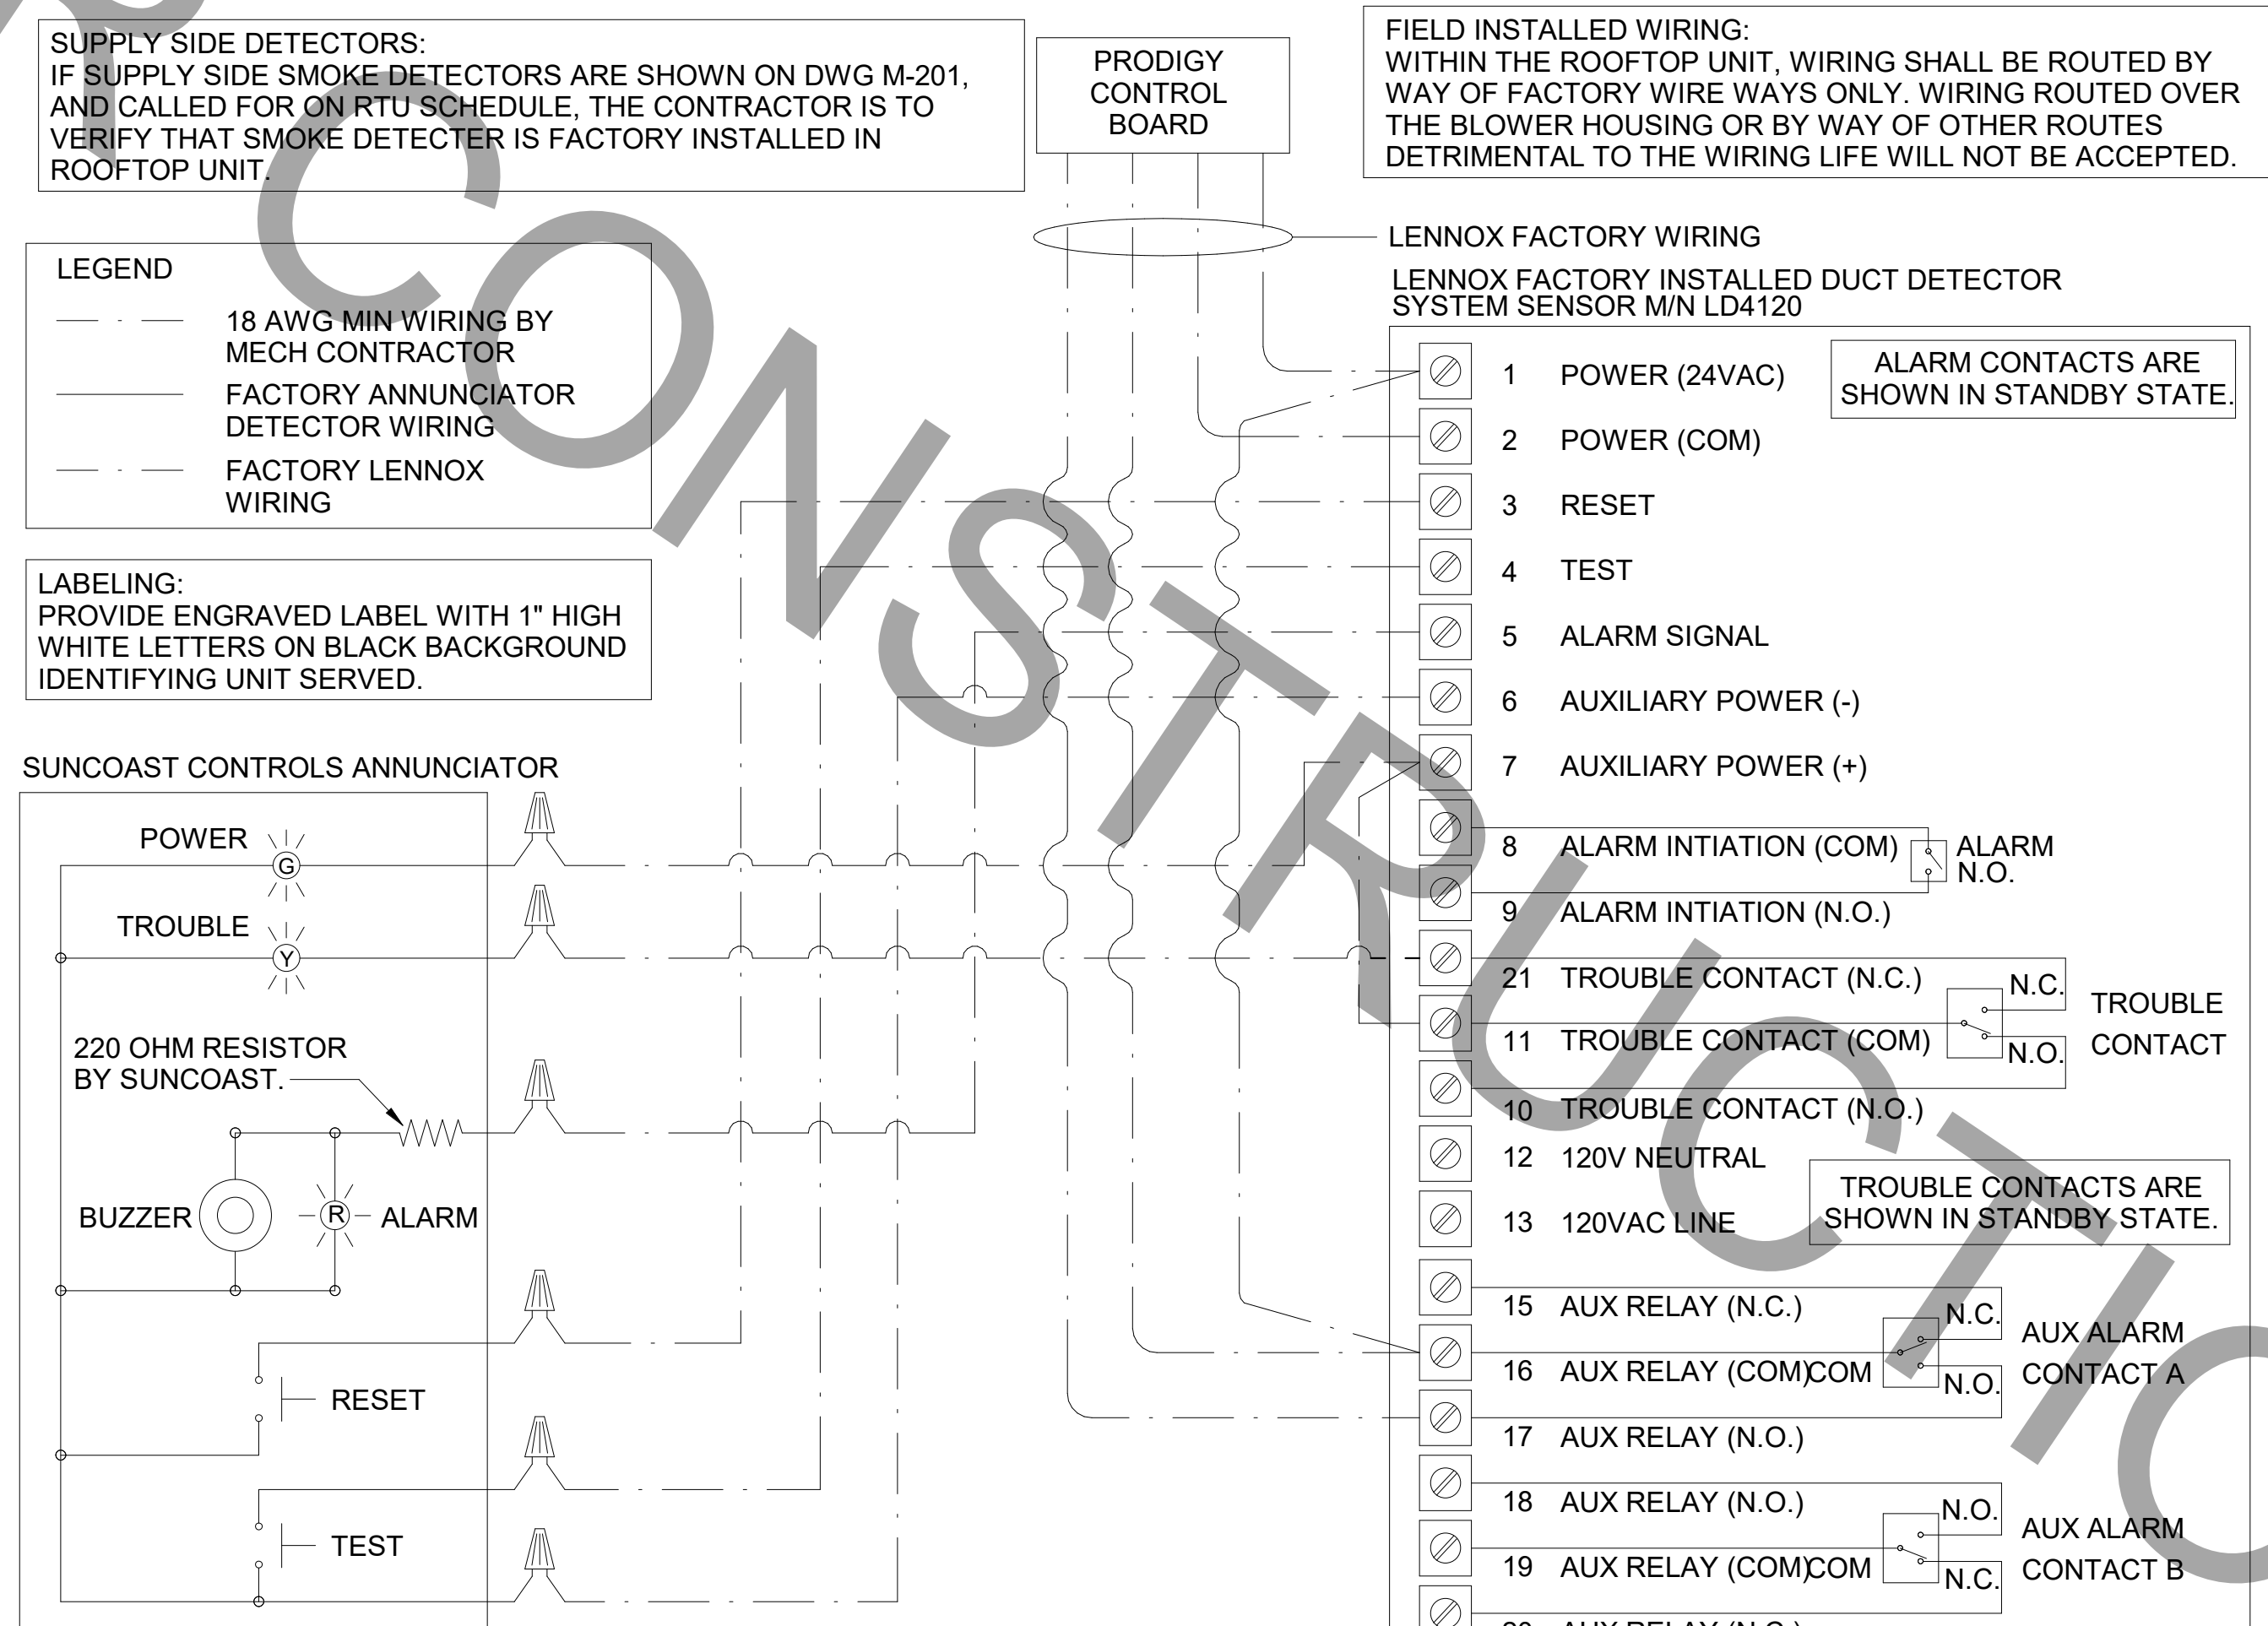 SUPPLY SIDE DETECTORS:
IF SUPPLY SIDE SMOKE DETECTORS ARE SHOWN ON DWG M-201,
AND CALLED FOR ON RTU SCHEDULE, THE CONTRACTOR IS TO
VERIFY THAT SMOKE DETECTER IS FACTORY INSTALLED IN
ROOFTOP UNIT.
PRODIGY
CONTROL
BOARD
FIELD INSTALLED WIRING:
WITHIN THE ROOFTOP UNIT, WIRING SHALL BE ROUTED BY
WAY OF FACTORY WIRE WAYS ONLY. WIRING ROUTED OVER
THE BLOWER HOUSING OR BY WAY OF OTHER ROUTES
DETRIMENTAL TO THE WIRING LIFE WILL NOT BE ACCEPTED.
LEGEND
18 AWG MIN WIRING BY
MECH CONTRACTOR
FACTORY ANNUNCIATOR
DETECTOR WIRING
FACTORY LENNOX
WIRING
LABELING:
PROVIDE ENGRAVED LABEL WITH 1" HIGH
WHITE LETTERS ON BLACK BACKGROUND
IDENTIFYING UNIT SERVED.
LENNOX FACTORY WIRING
LENNOX FACTORY INSTALLED DUCT DETECTOR
SYSTEM SENSOR M/N LD4120
ALARM CONTACTS ARE
SHOWN IN STANDBY STATE.
1 POWER (24VAC)
2 POWER (COM)
3 RESET
4 TEST
5 ALARM SIGNAL
6 AUXILIARY POWER (-)
7 AUXILIARY POWER (+)
8 ALARM INTIATION (COM)
ALARM
N.O.
9 ALARM INTIATION (N.O.)
21 TROUBLE CONTACT (N.C.)
N.C.
TROUBLE
CONTACT
11 TROUBLE CONTACT (COM)
N.O.
10 TROUBLE CONTACT (N.O.)
12 120V NEUTRAL
13 120VAC LINE
TROUBLE CONTACTS ARE
SHOWN IN STANDBY STATE.
15 AUX RELAY (N.C.)
N.C.
AUX ALARM
CONTACT A
16 AUX RELAY (COM)COM
N.O.
17 AUX RELAY (N.O.)
18 AUX RELAY (N.O.)
N.O.
AUX ALARM
CONTACT B
19 AUX RELAY (COM)COM
N.C.
SUNCOAST CONTROLS ANNUNCIATOR
POWER
G
TROUBLE
Y
220 OHM RESISTOR
BY SUNCOAST.
BUZZER
R
ALARM
RESET
TEST
R CONSTRUCTIO